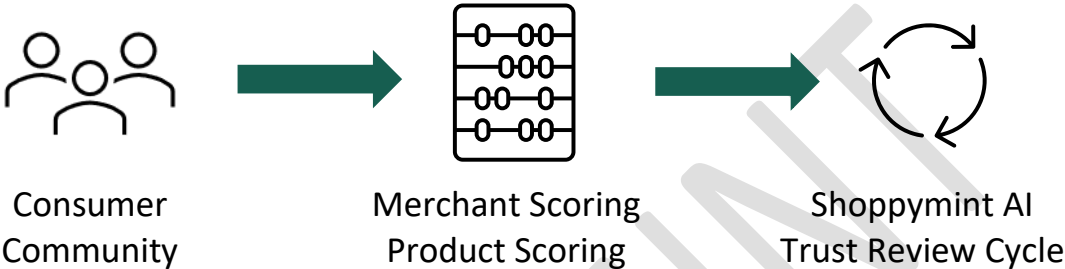 Consumer
Community
Merchant Scoring
Product Scoring
Shoppymint AI
Trust Review Cycle